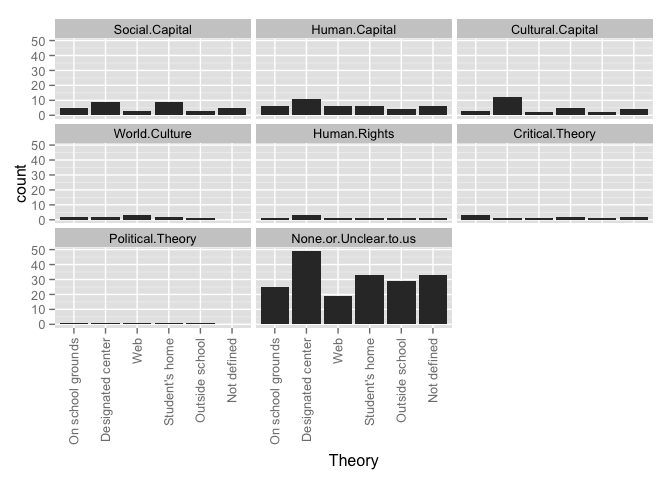 Social.Capital Human.Capital Cultural.Capital
50
40
30
20
10
0
World.Culture Human.Rights Critical.Theory
50
40
30
20
10
0
Political.Theory None.or.Unclear.to.us
50
40
30
20
10
0
count
On school grounds
Designated center
Web
Student's home
Outside school
Not defined
On school grounds
Designated center
Web
Student's home
Outside school
Not defined
Theory